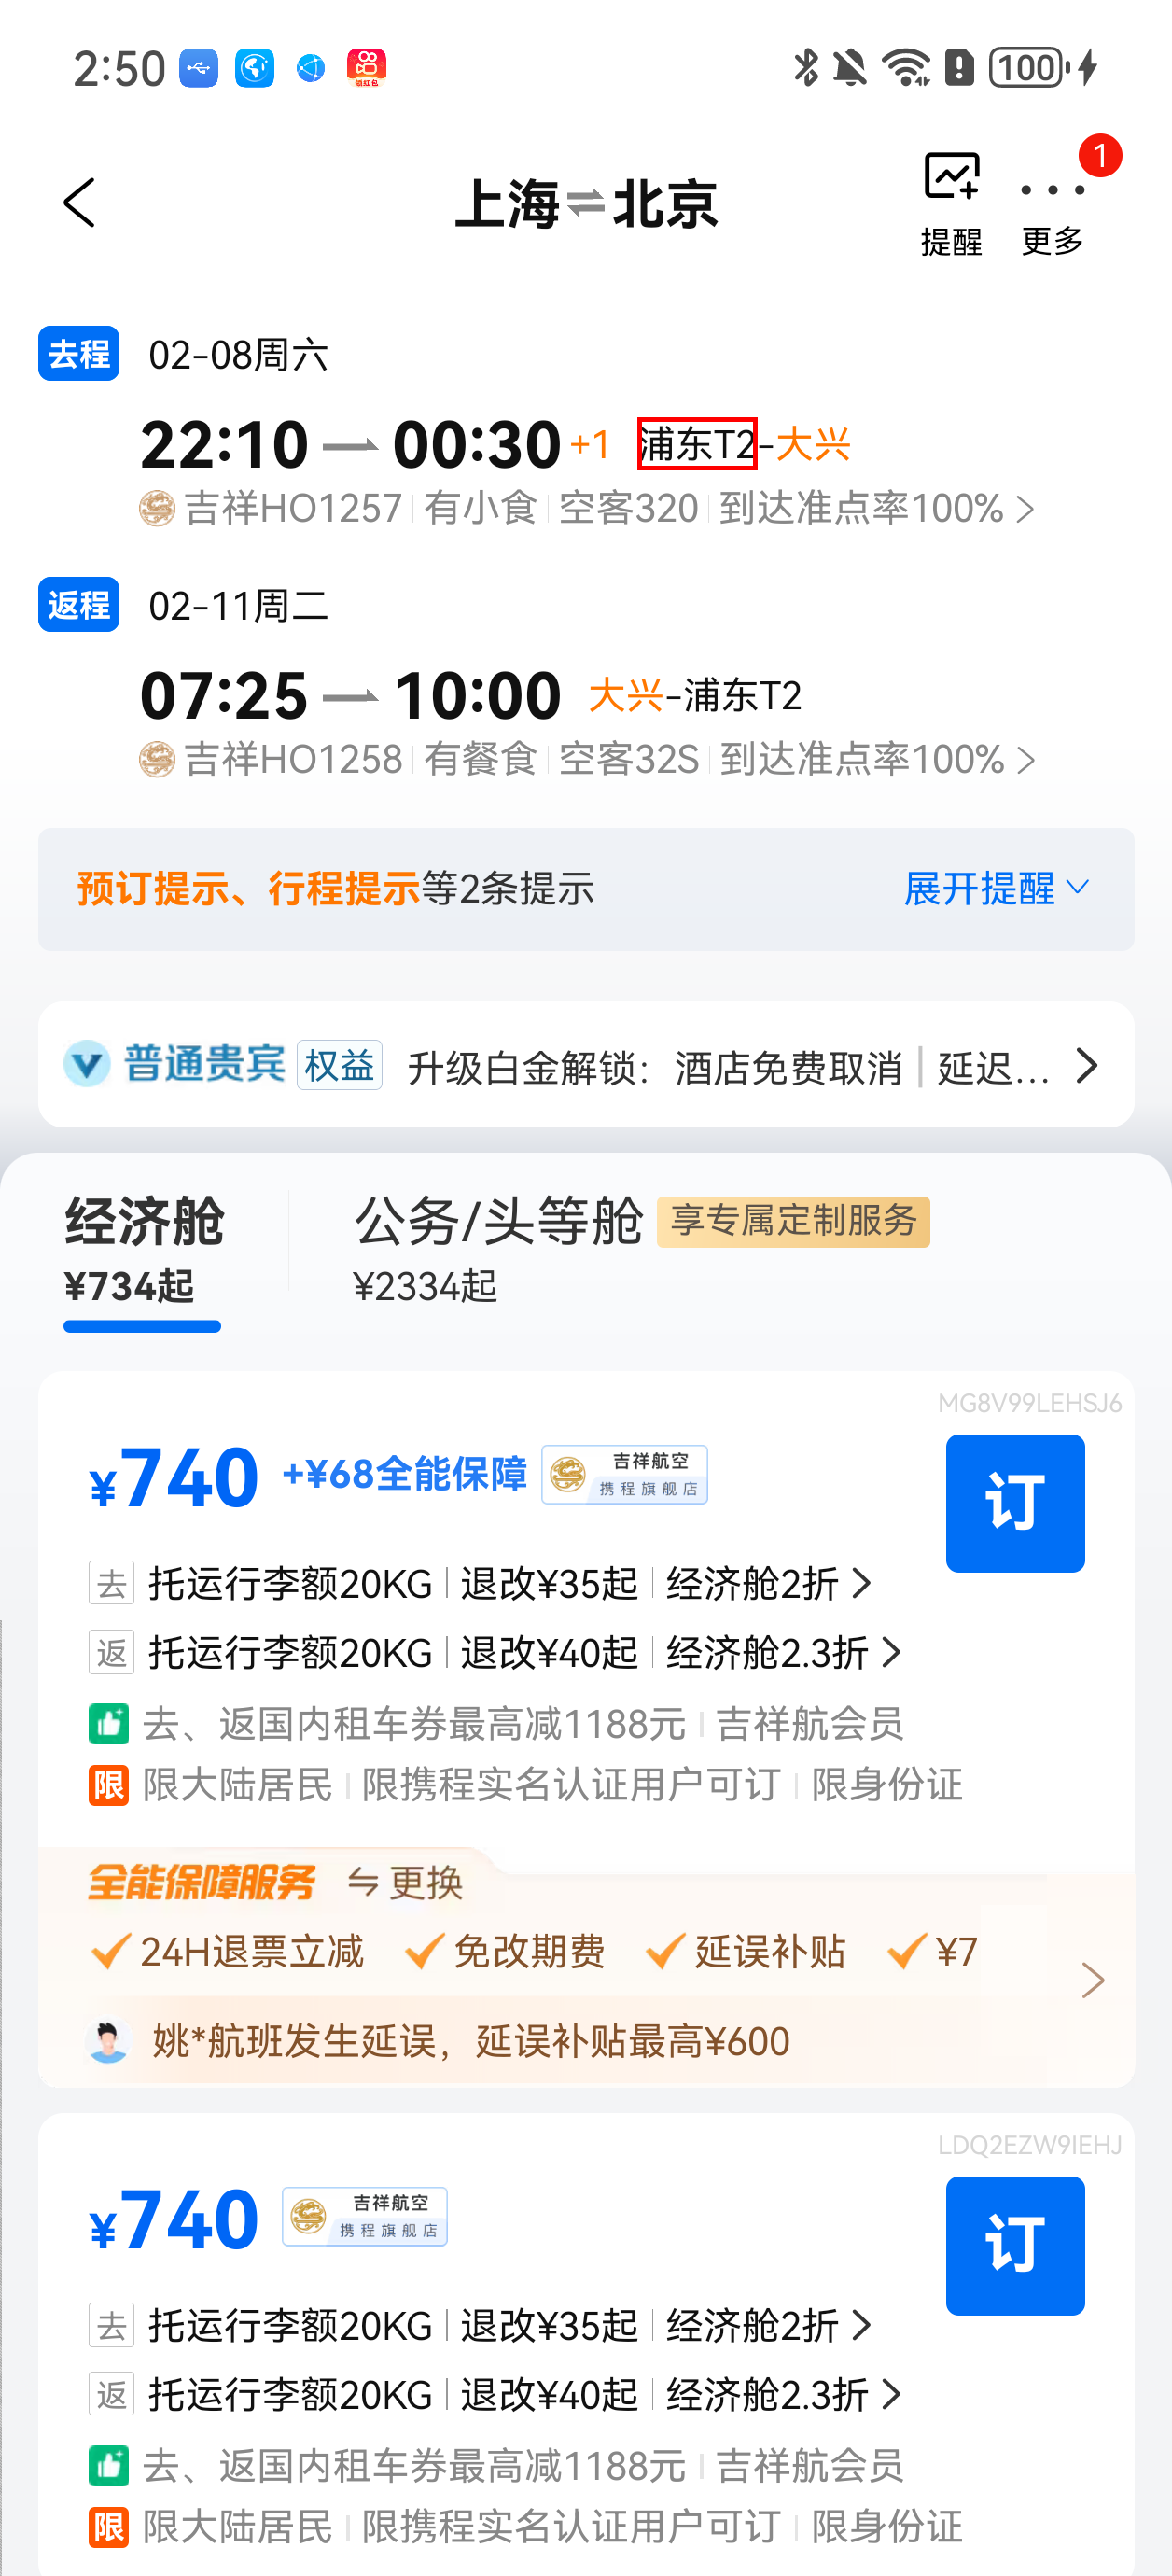 2:50
领红包
100
上海⇌北京
提醒
更多
1
去程 02-08周六
22:10 00:30 +1 浦东T2-大兴
吉祥HO1257 有小食 空客320 到达准点率100%
返程 02-11周二
07:25 10:00 大兴-浦东T2
吉祥HO1258 有餐食 空客32S 到达准点率100%
预订提示、行程提示等2条提示 展开提醒
普通贵宾 权益 升级白金解锁：酒店免费取消 | 延迟...
经济舱 公务/头等舱 享专属定制服务
¥734起 ¥2334起
MG8V99LEHSJ6
¥740 +¥68全能保障 吉祥航空 携程旗舰店 订
去 托运行李额20KG 退改¥35起 经济舱2折
返 托运行李额20KG 退改¥40起 经济舱2.3折
去、返国内租车券最高减1188元 吉祥航会员
限 限大陆居民 限携程实名认证用户可订 限身份证
全能保障服务 更换
24H退票立减 免改期费 延误补贴 ¥7
姚*航班发生延误，延误补贴最高¥600
LDQ2EZW9IEHJ
¥740 吉祥航空 携程旗舰店 订
去 托运行李额20KG 退改¥35起 经济舱2折
返 托运行李额20KG 退改¥40起 经济舱2.3折
去、返国内租车券最高减1188元 吉祥航会员
限 限大陆居民 限携程实名认证用户可订 限身份证